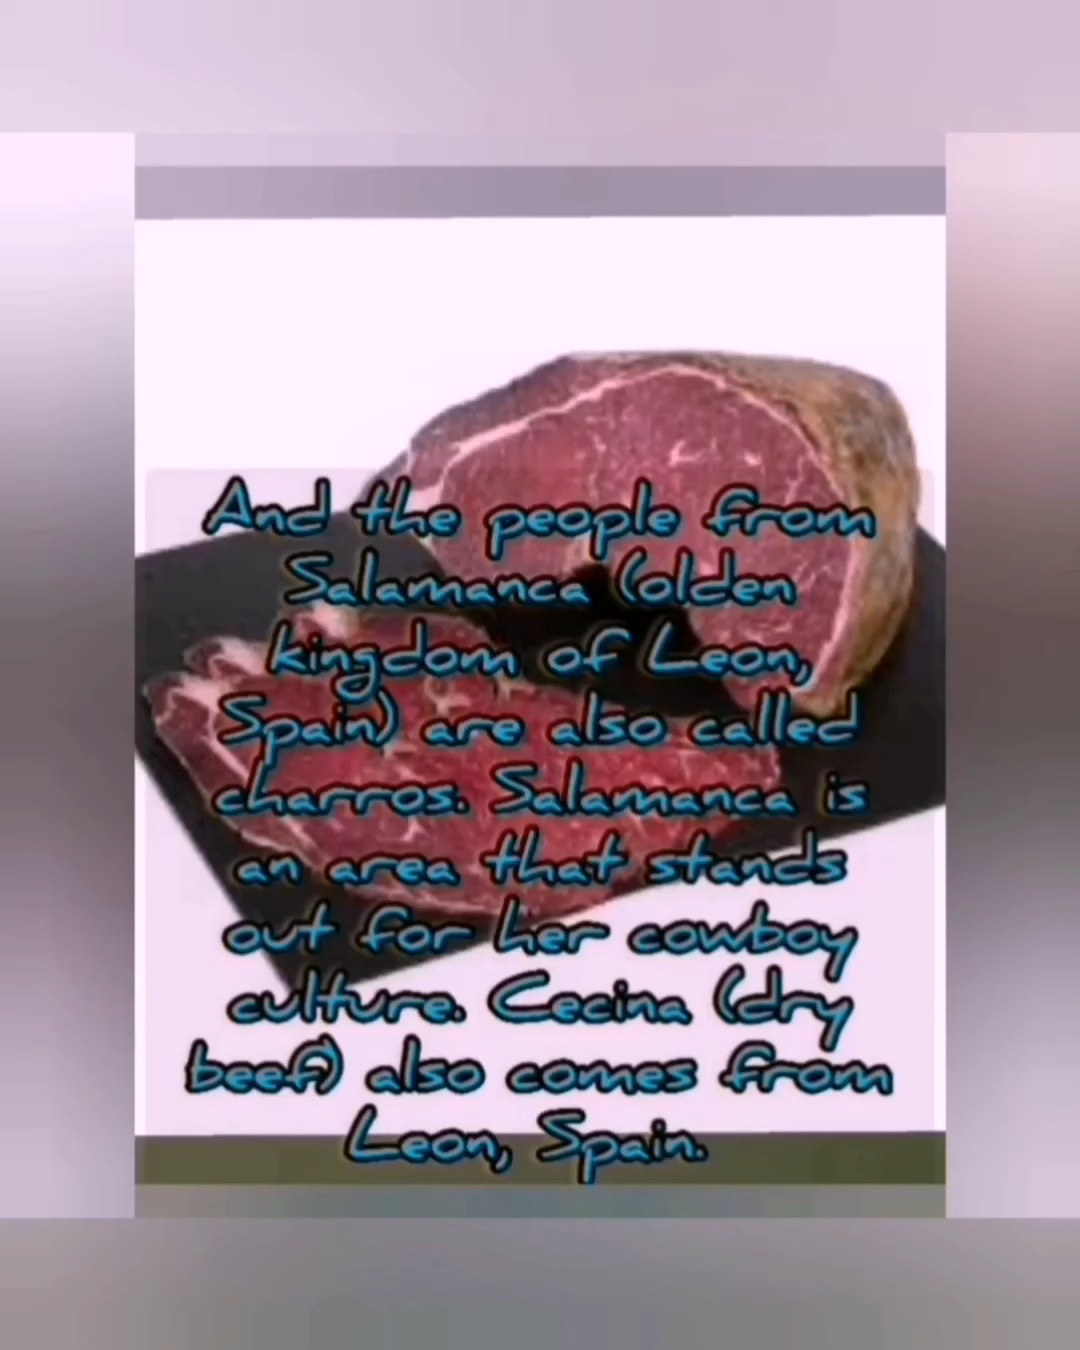 And the people from
Salamanca (olden
kingdom of Leon,
Spain) are also called
charros. Salamanca is
an area that stands
out for her cowboy
culture. Cecina (dry
beef) also comes from
Leon, Spain.